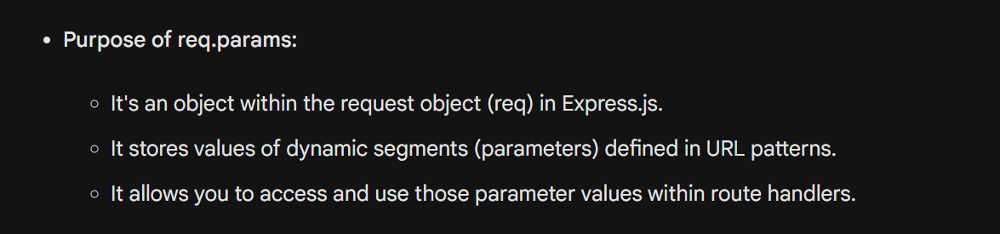 • Purpose of req.params:
○ It's an object within the request object (req) in Express.js.
○ It stores values of dynamic segments (parameters) defined in URL patterns.
○ It allows you to access and use those parameter values within route handlers.